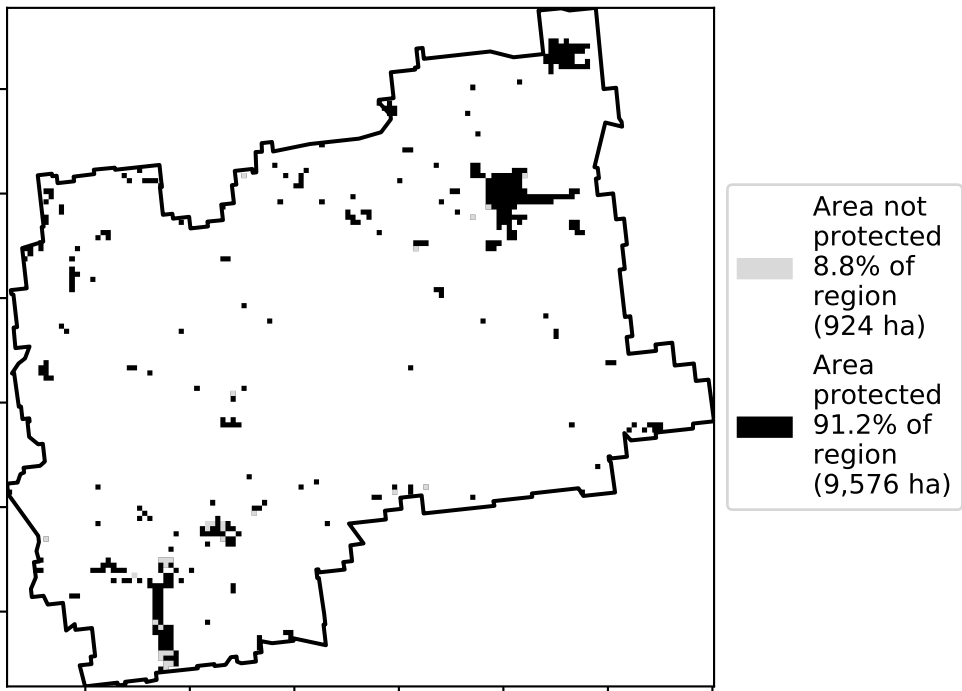 Area not
protected
8.8% of
region
(924 ha)
Area
protected
91.2% of
region
(9,576 ha)